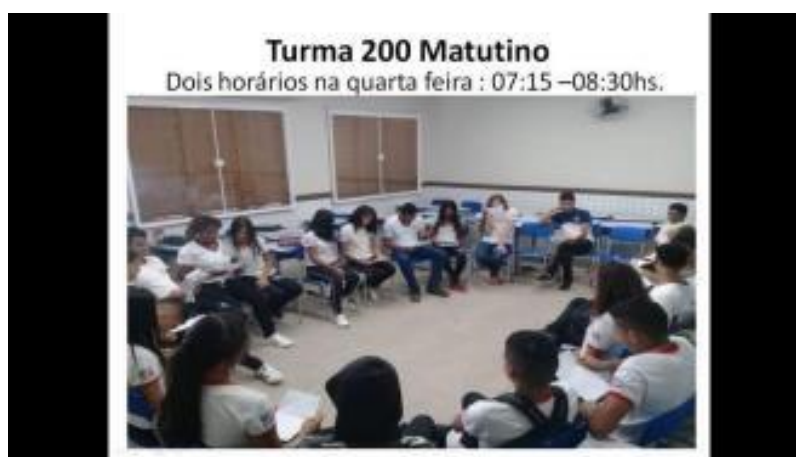 Turma 200 Matutino
Dois horários na quarta feira : 07:15 –08:30hs.